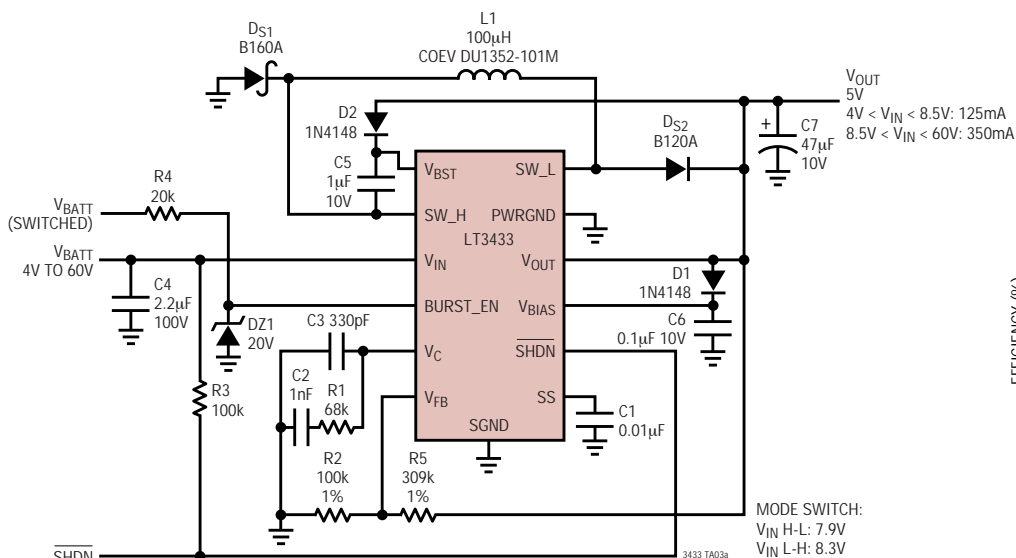 L1
100µH
COEV DU1352-101M
DS1
B160A
D2
1N4148
DS2
B120A
VOUT
5V
4V < VIN < 8.5V: 125mA
8.5V < VIN < 60V: 350mA
C7
47µF
10V
+
C5
1µF
10V
R4
20k
VBATT
(SWITCHED)
VBATT
4V TO 60V
C4
2.2µF
100V
DZ1
20V
R3
100k
VBST
SW_H
VIN
BURST_EN
VC
VFB
LT3433
SGND
SW_L
PWRGND
VOUT
VBIAS
SHDN
SS
D1
1N4148
C6
0.1µF 10V
C1
0.01µF
C3 330pF
C2
1nF
R1
68k
R2
100k
1%
R5
309k
1%
MODE SWITCH:
VIN H-L: 7.9V
VIN L-H: 8.3V
3433 TA03a
SHDN
EFFICIENCY (%)